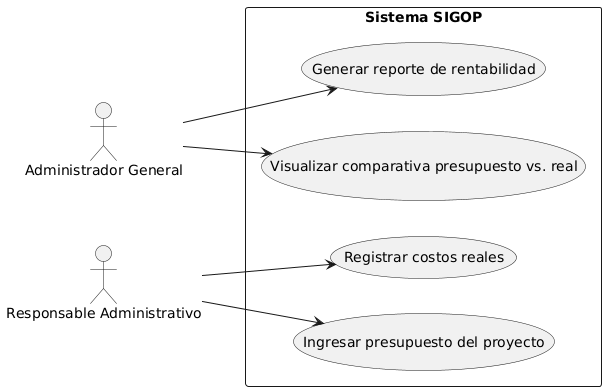 Sistema SIGOP
Generar reporte de rentabilidad
Administrador General
Visualizar comparativa presupuesto vs. real
Registrar costos reales
Responsable Administrativo
Ingresar presupuesto del proyecto